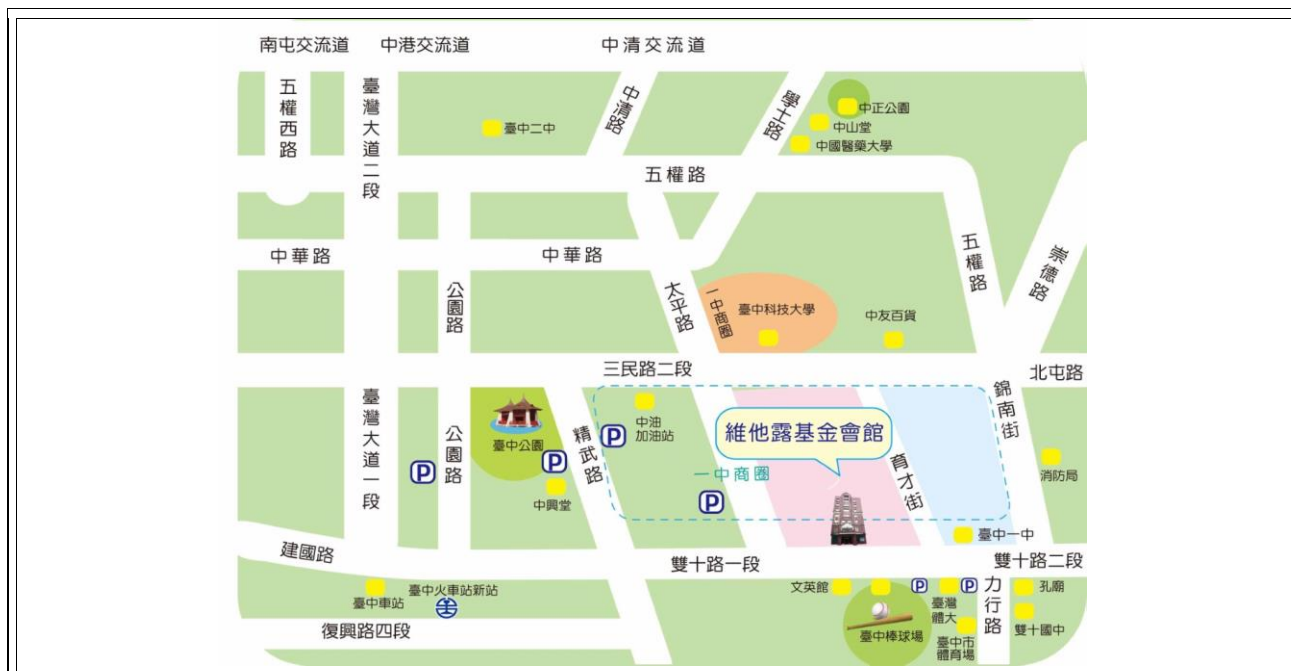 南屯交流道
中港交流道
中清交流道
五權西路
臺灣大道二段
中清路
學士路
中正公園
中山堂
中國醫藥大學
臺中二中
五權路
中華路
中華路
公園路
太平路
一中商圈
臺中科技大學
中友百貨
五權路
崇德路
三民路二段
北屯路
臺灣大道一段
公園路
P
臺中公園
P
中興堂
精武路
P
中油
加油站
一中商圈
P
維他露基金會館
育才街
錦南街
消防局
臺中一中
建國路
雙十路一段
雙十路二段
臺中車站
臺中火車站新站
復興路四段
文英館
臺中棒球場
P
臺灣
體大
P
臺中市
體育場
力行路
孔廟
雙十國中